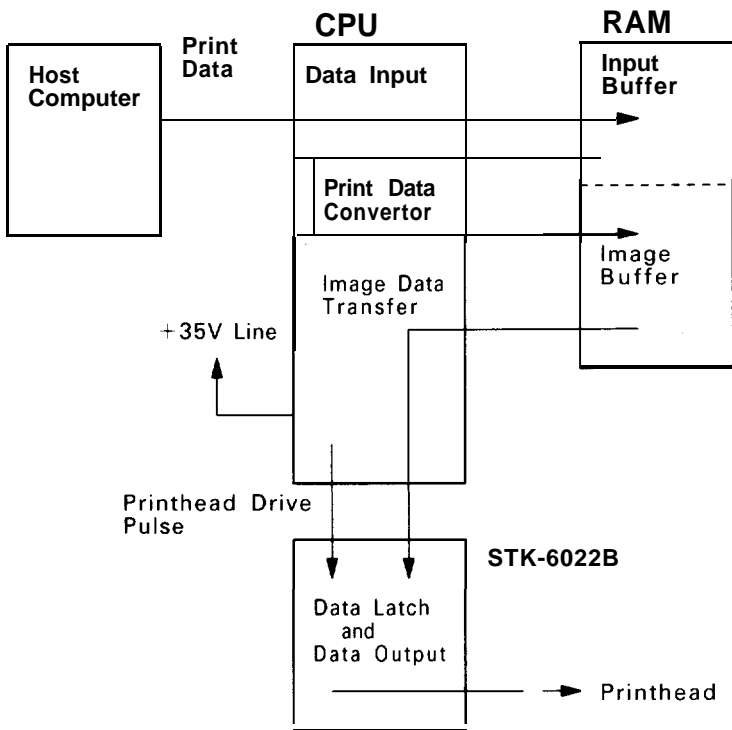 CPU
RAM
Print
Data
Host
Computer
Data Input
Input
Buffer
Print Data
Convertor
Image Data
Transfer
Image
Buffer
+35V Line
Printhead Drive
Pulse
STK-6022B
Data Latch
and
Data Output
Printhead